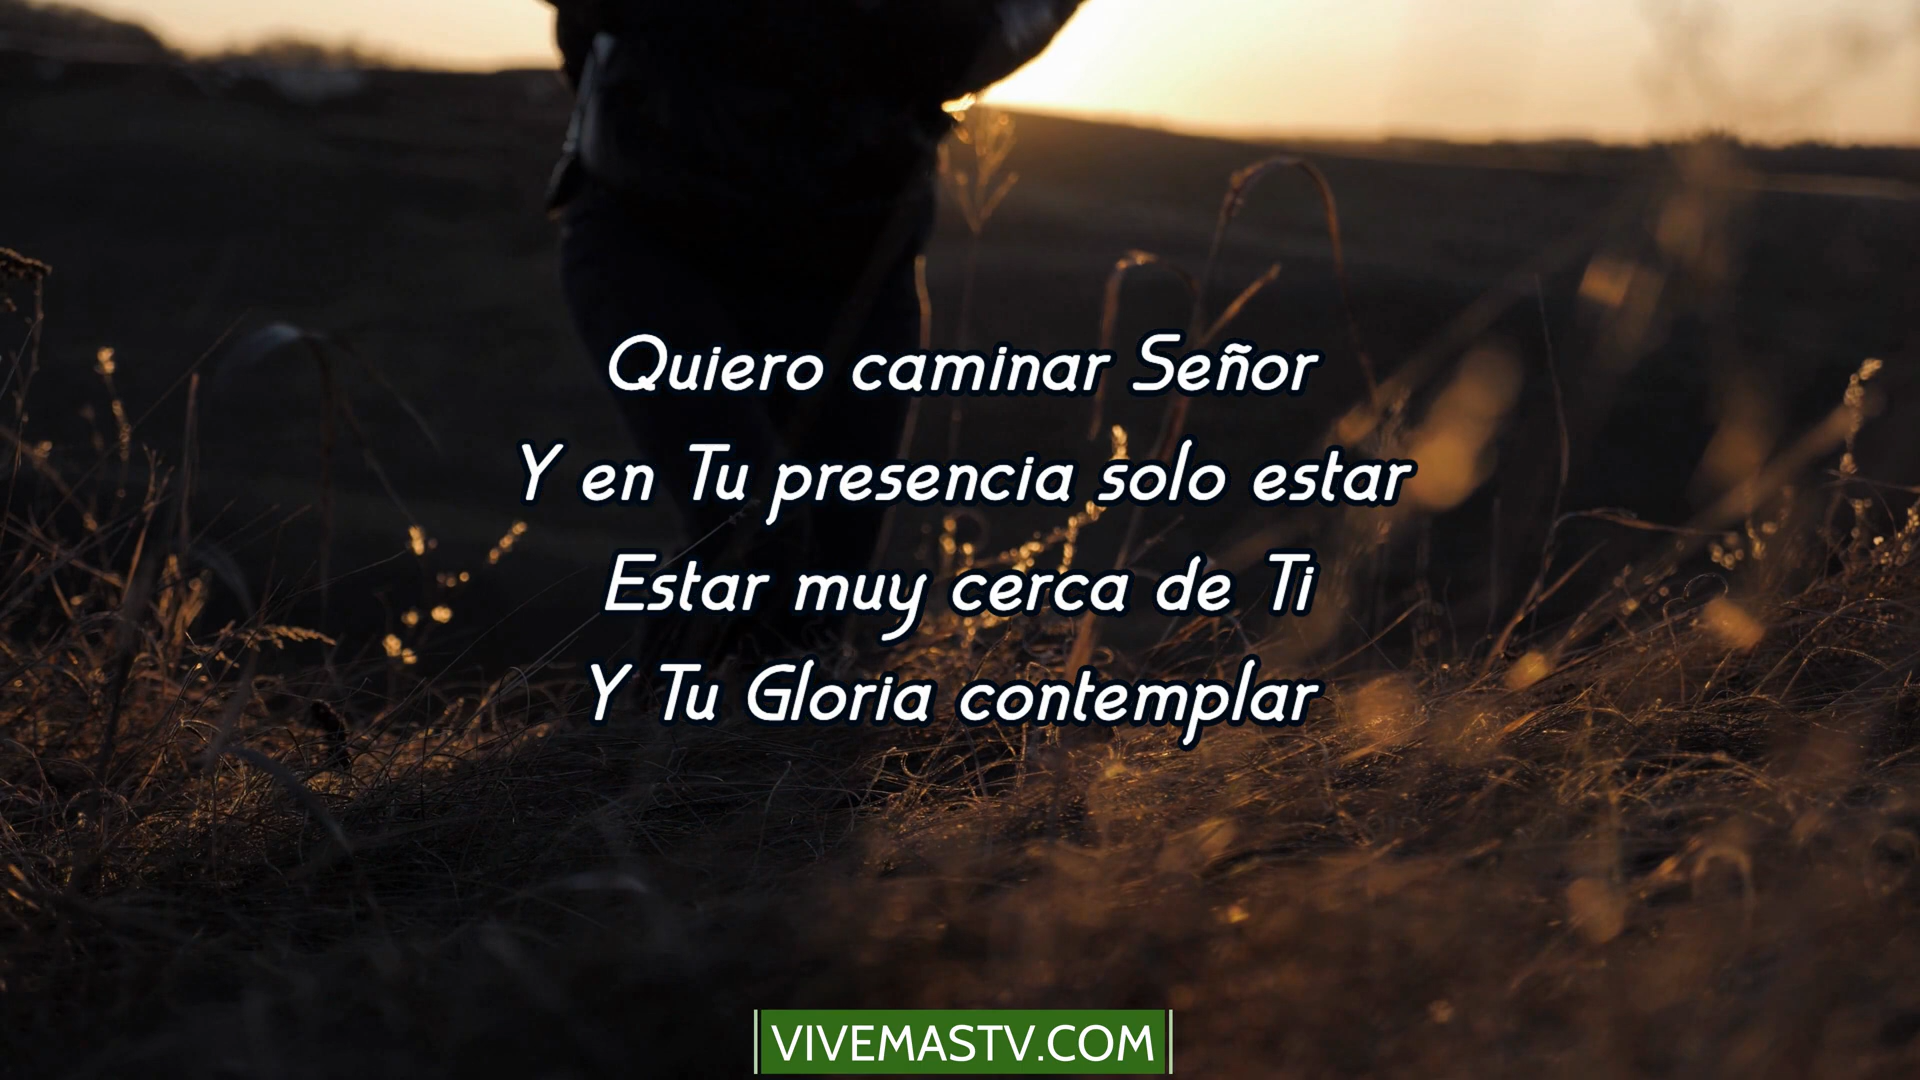 Quiero caminar Señor
Y en Tu presencia solo estar
Estar muy cerca de Ti
Y Tu Gloria contemplar
VIVEMASTV.COM